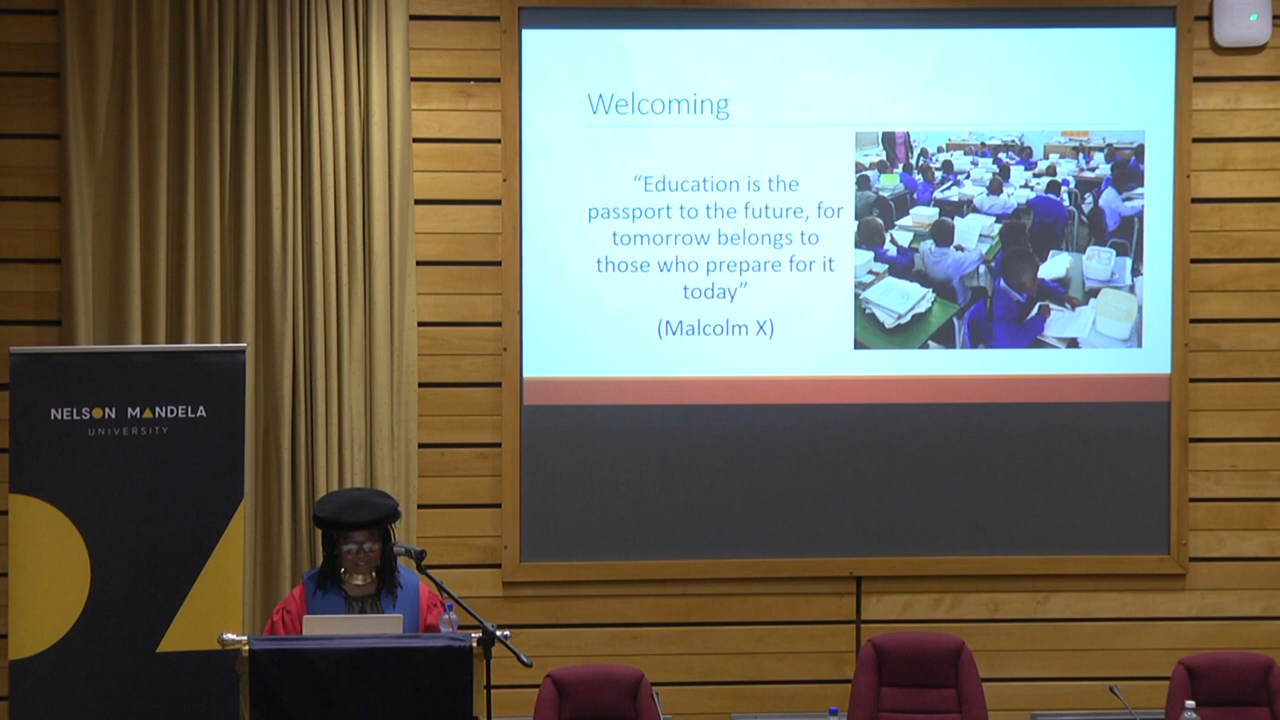 Welcoming
“Education is the
passport to the future, for
tomorrow belongs to
those who prepare for it
today”
(Malcolm X)
NELSON MANDELA
UNIVERSITY